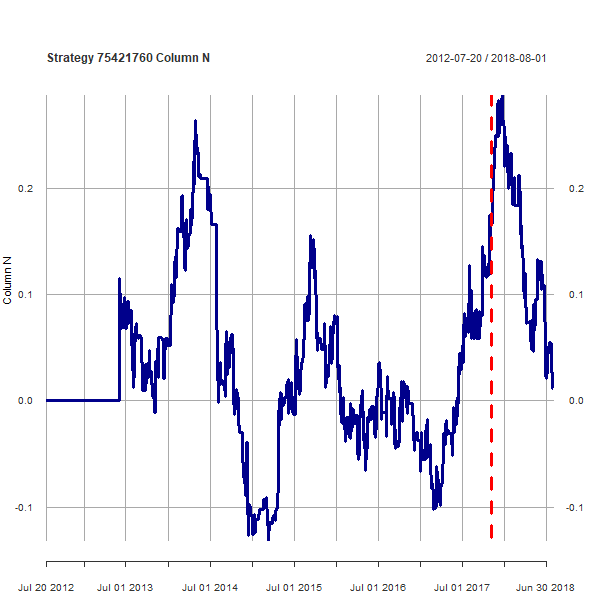 Strategy 75421760 Column N
2012-07-20 / 2018-08-01
Column N
0.2
0.2
0.1
0.1
0.0
0.0
-0.1
-0.1
Jul 20 2012
Jul 01 2013
Jul 01 2014
Jul 01 2015
Jul 01 2016
Jul 01 2017
Jun 30 2018